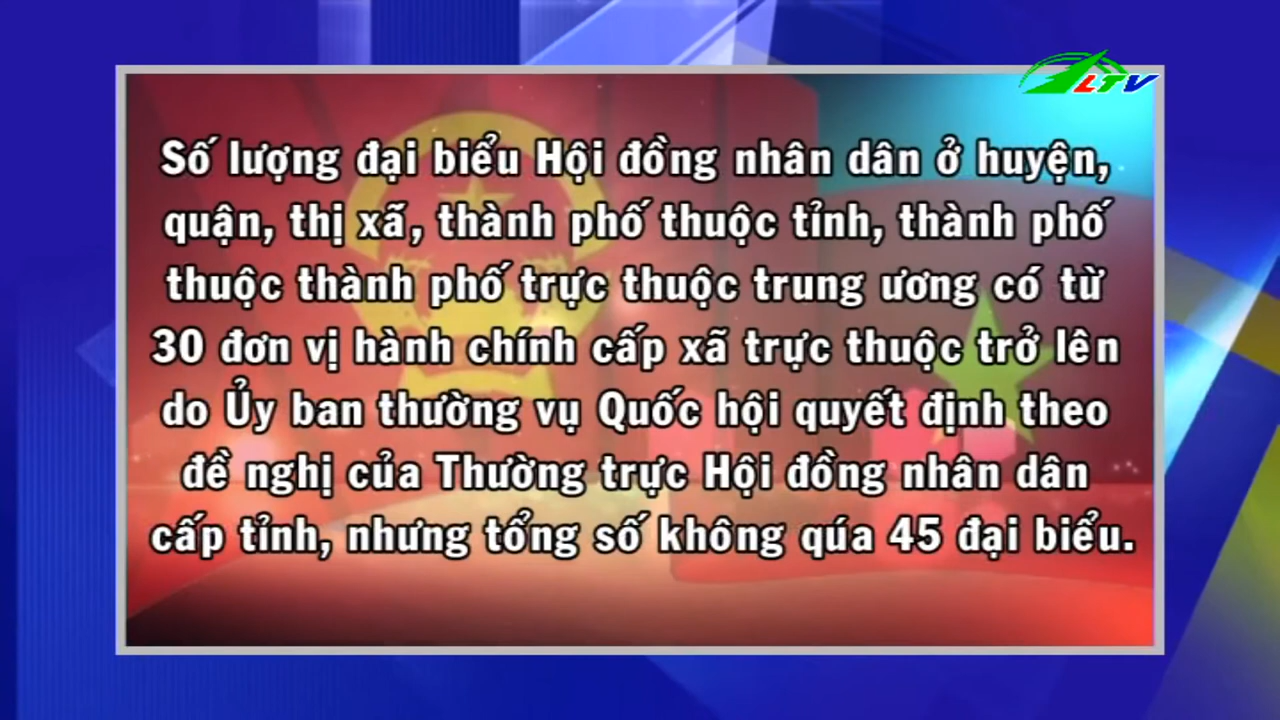 LTV
Số lượng đại biểu Hội đồng nhân dân ở huyện,
quận, thị xã, thành phố thuộc tỉnh, thành phố
thuộc thành phố trực thuộc trung ương có từ
30 đơn vị hành chính cấp xã trực thuộc trở lên
do Ủy ban thường vụ Quốc hội quyết định theo
đề nghị của Thường trực Hội đồng nhân dân
cấp tỉnh, nhưng tổng số không qúa 45 đại biểu.